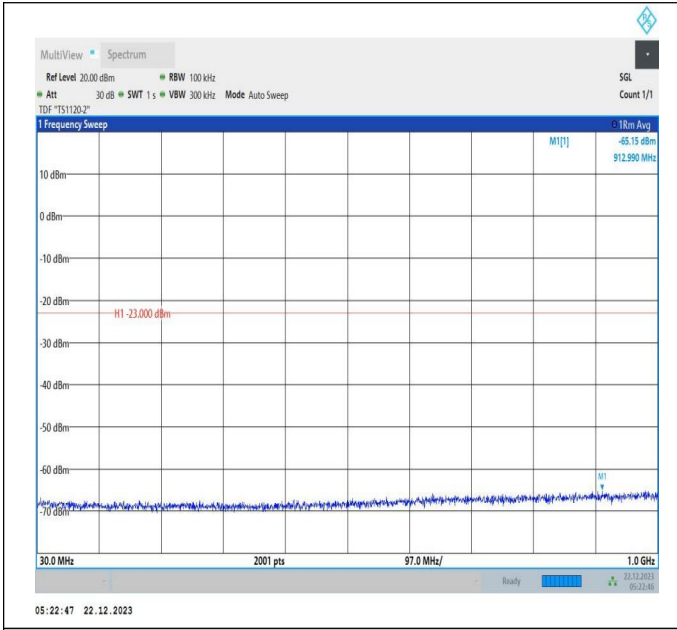 R S
MultiView Spectrum
Ref Level 20.00 dBm RBW 100 kHz SGL
Att 30 dB SWT 1 s VBW 300 kHz Mode Auto Sweep Count 1/1
TDF "TS1120-2"
1 Frequency Sweep 1Rm Avg
M1[1] -65.15 dBm
912.990 MHz
10 dBm
0 dBm
-10 dBm
-20 dBm
H1 -23.000 dBm
-30 dBm
-40 dBm
-50 dBm
-60 dBm
M1
-70 dBm
30.0 MHz 2001 pts 97.0 MHz/ 1.0 GHz
Ready 22.12.2023
05:22:46
05:22:47 22.12.2023